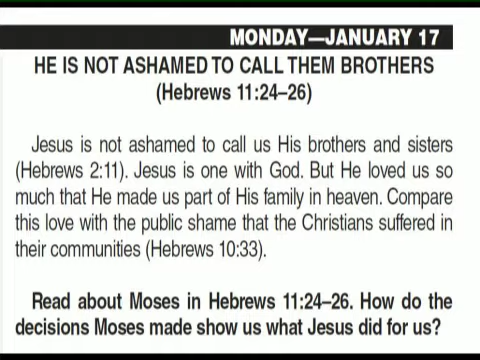 MONDAY—JANUARY 17
HE IS NOT ASHAMED TO CALL THEM BROTHERS
(Hebrews 11:24–26)
Jesus is not ashamed to call us His brothers and sisters
(Hebrews 2:11). Jesus is one with God. But He loved us so
much that He made us part of His family in heaven. Compare
this love with the public shame that the Christians suffered in
their communities (Hebrews 10:33).
Read about Moses in Hebrews 11:24–26. How do the
decisions Moses made show us what Jesus did for us?